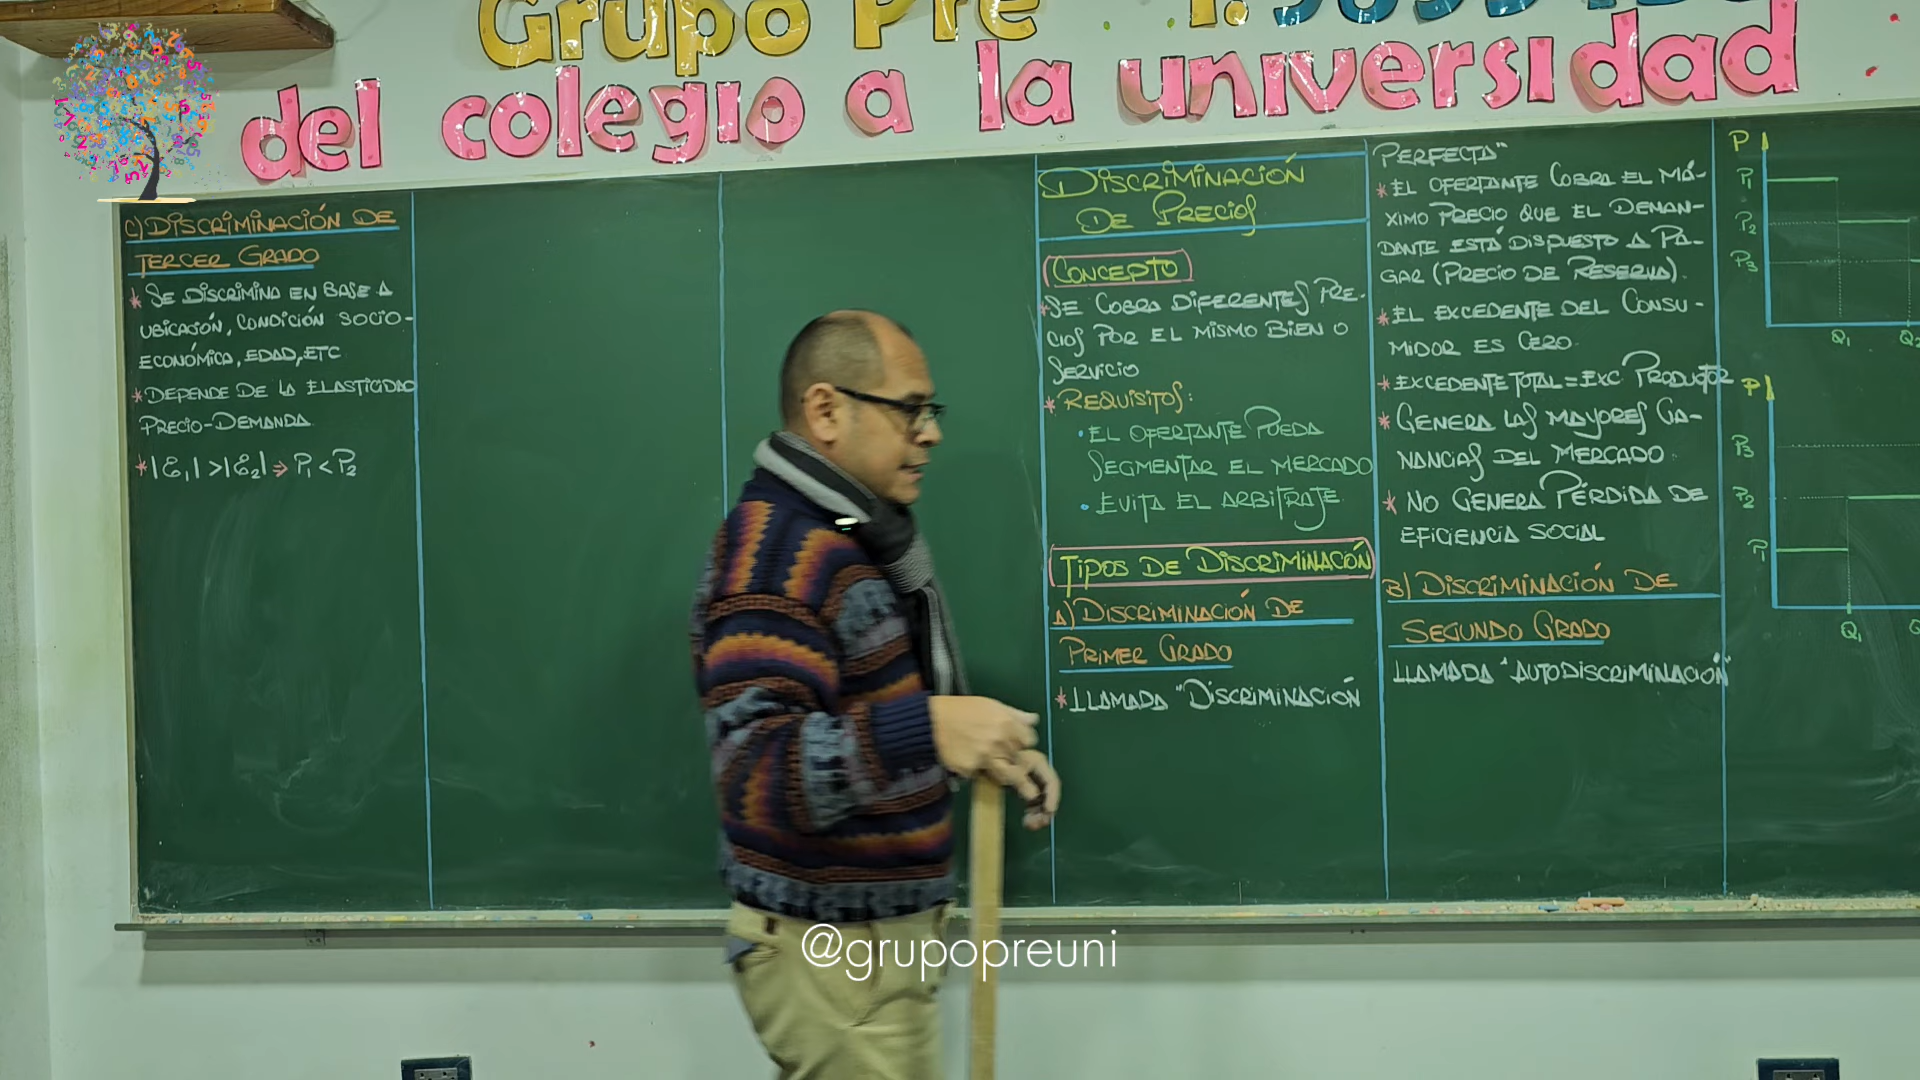 Grupo Pre
del colegio a la universidad
C) DISCRIMINACIÓN DE
TERCER GRADO
* SE DISCRIMINA EN BASE A
UBICACIÓN, CONDICIÓN SOCIO-
ECONÓMICA, EDAD, ETC
* DEPENDE DE LA ELASTICIDAD
PRECIO-DEMANDA
* |Ɛ₁| > |Ɛ₂| ⇒ P₁ < P₂
DISCRIMINACIÓN
DE PRECIOS
CONCEPTO
* SE COBRA DIFERENTES PRE-
CIOS POR EL MISMO BIEN O
SERVICIO
* REQUISITOS:
• EL OFERTANTE PUEDA
SEGMENTAR EL MERCADO
• EVITA EL ARBITRAJE
TIPOS DE DISCRIMINACIÓN
A) DISCRIMINACIÓN DE
PRIMER GRADO
* LLAMADA "DISCRIMINACIÓN
PERFECTA"
* EL OFERTANTE COBRA EL MÁ-
XIMO PRECIO QUE EL DEMAN-
DANTE ESTÁ DISPUESTO A PA-
GAR (PRECIO DE RESERVA).
* EL EXCEDENTE DEL CONSU-
MIDOR ES CERO.
* EXCEDENTE TOTAL = EXC PRODUCTOR
* GENERA LAS MAYORES GA-
NANCIAS DEL MERCADO
* NO GENERA PÉRDIDA DE
EFICIENCIA SOCIAL
B) DISCRIMINACIÓN DE
SEGUNDO GRADO
LLAMADA "AUTODISCRIMINACIÓN"
P
P₁
P₂
P₃
Q₁ Q₂
P
P₃
P₂
P₁
Q₁
@grupopreuni